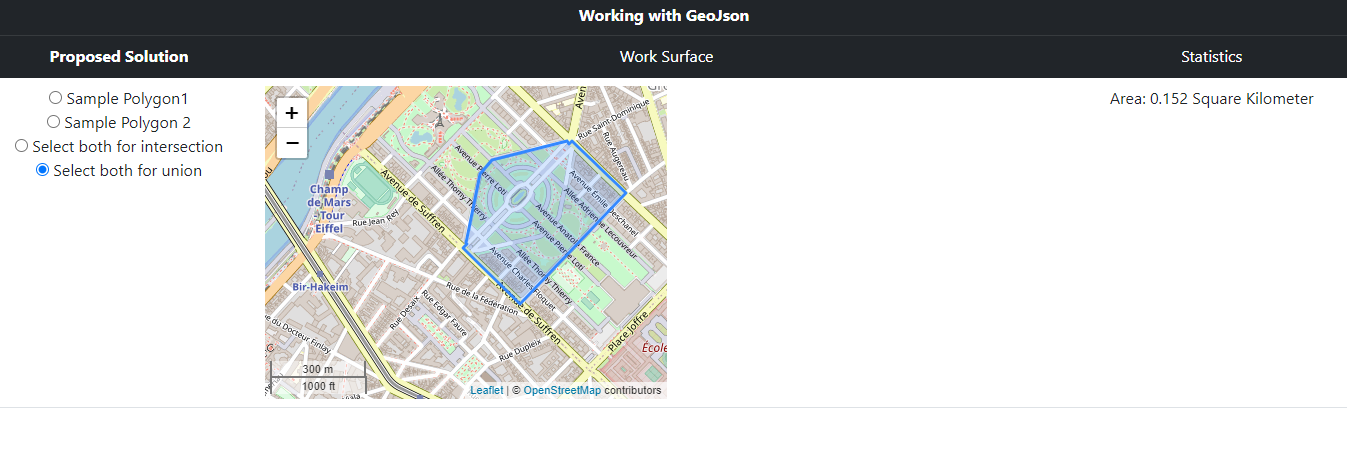 Working with GeoJson
Proposed Solution
Work Surface
Statistics
Sample Polygon1
Sample Polygon 2
Select both for intersection
Select both for union
Area: 0.152 Square Kilometer
+
−
Aven
Rue Saint-Dominique
Rue Augereau
Avenue Pierre Loti
Allée Thomy Thierry
Avenue de Suffren
Champ
de Mars
- Tour
Eiffel
Rue Jean Rey
Avenue Emile Deschanel
Allée Adrienne Lecouvreur
Avenue Anatole France
Avenue Pierre Loti
Allée Thomy Thierry
Avenue Charles Floquet
Bir-Hakeim
Rue de la Fédération
Avenue de Suffren
Rue Desaix
Rue Edgar Faure
ue du Docteur Finlay
Rue Dupleix
Place Joffre
École
Viala
300 m
1000 ft
Leaflet | © OpenStreetMap contributors